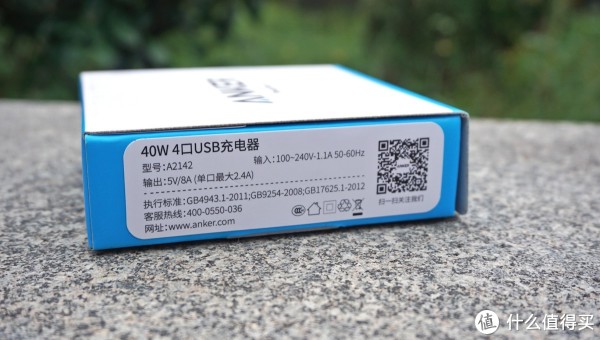 ANKER
40W 4口USB充电器
型号:A2142
输入:100~240V-1.1A 50-60Hz
输出:5V/8A (单口最大2.4A)
执行标准:GB4943.1-2011;GB9254-2008;GB17625.1-2012
客服热线:400-0550-036
网址:www.anker.com
扫一扫关注我们
值 什么值得买